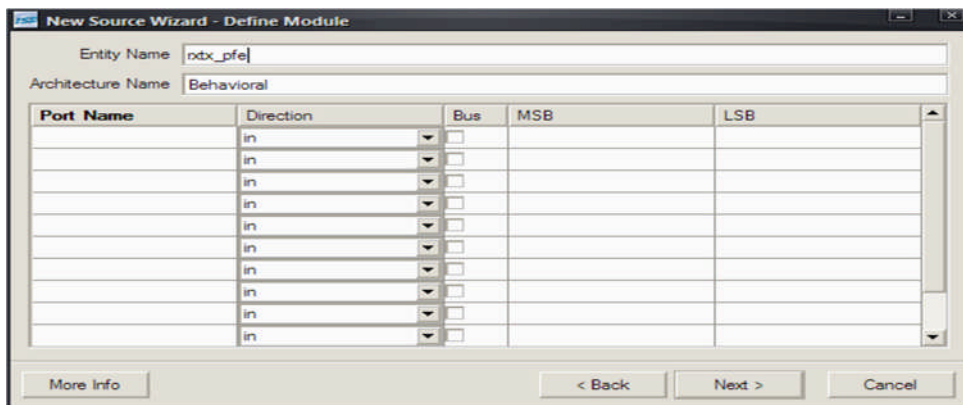 ISE New Source Wizard - Define Module
Entity Name rxtx_pfe
Architecture Name Behavioral
Port Name Direction Bus MSB LSB
in
in
in
in
in
in
in
in
in
in
More Info < Back Next > Cancel